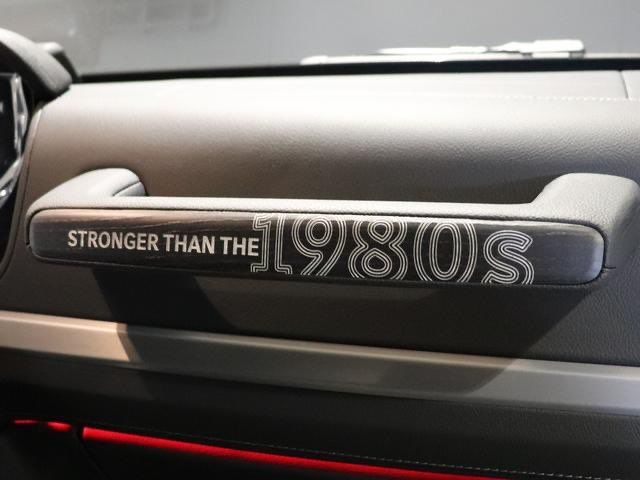 STRONGER THAN THE 1980s